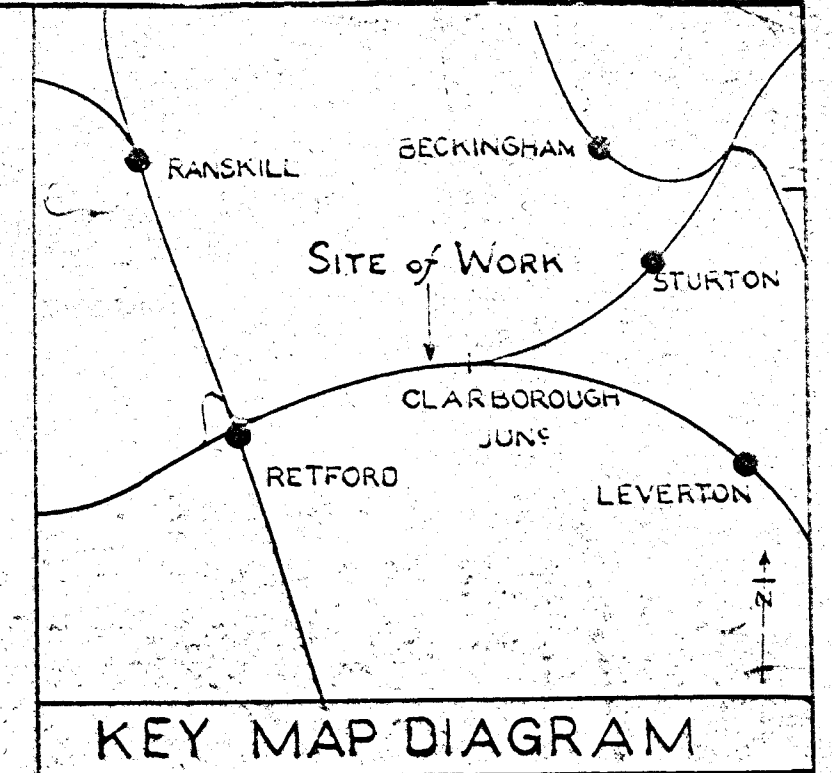 RANSKILL
BECKINGHAM
SITE of WORK
STURTON
CLARBOROUGH
JUNC
RETFORD
LEVERTON
N
KEY MAP DIAGRAM